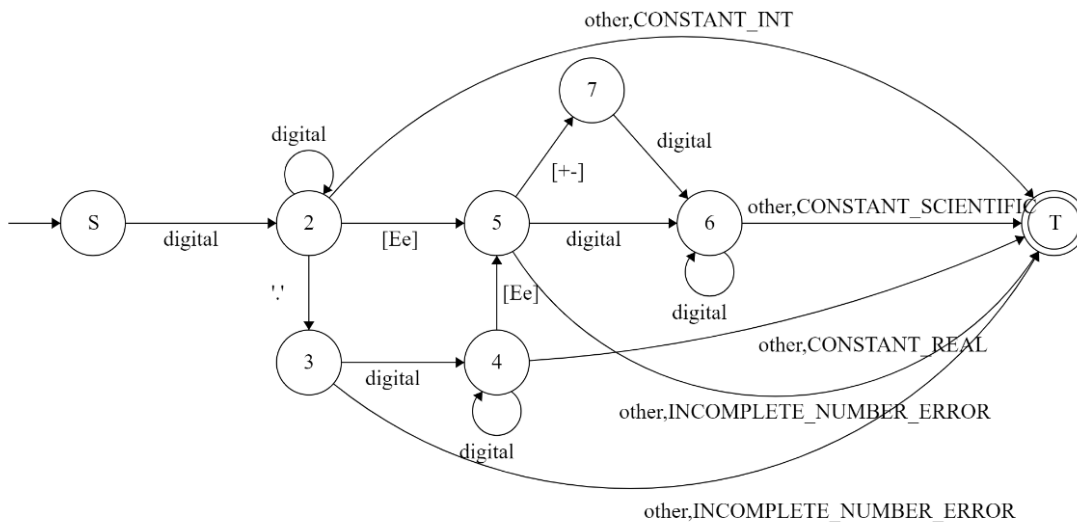 other,CONSTANT_INT
7
digital
digital
[+-]
S
2
5
6
other,CONSTANT_SCIENTIFIC
T
digital
[Ee]
digital
'.'
[Ee]
digital
3
4
other,CONSTANT_REAL
digital
other,INCOMPLETE_NUMBER_ERROR
digital
other,INCOMPLETE_NUMBER_ERROR